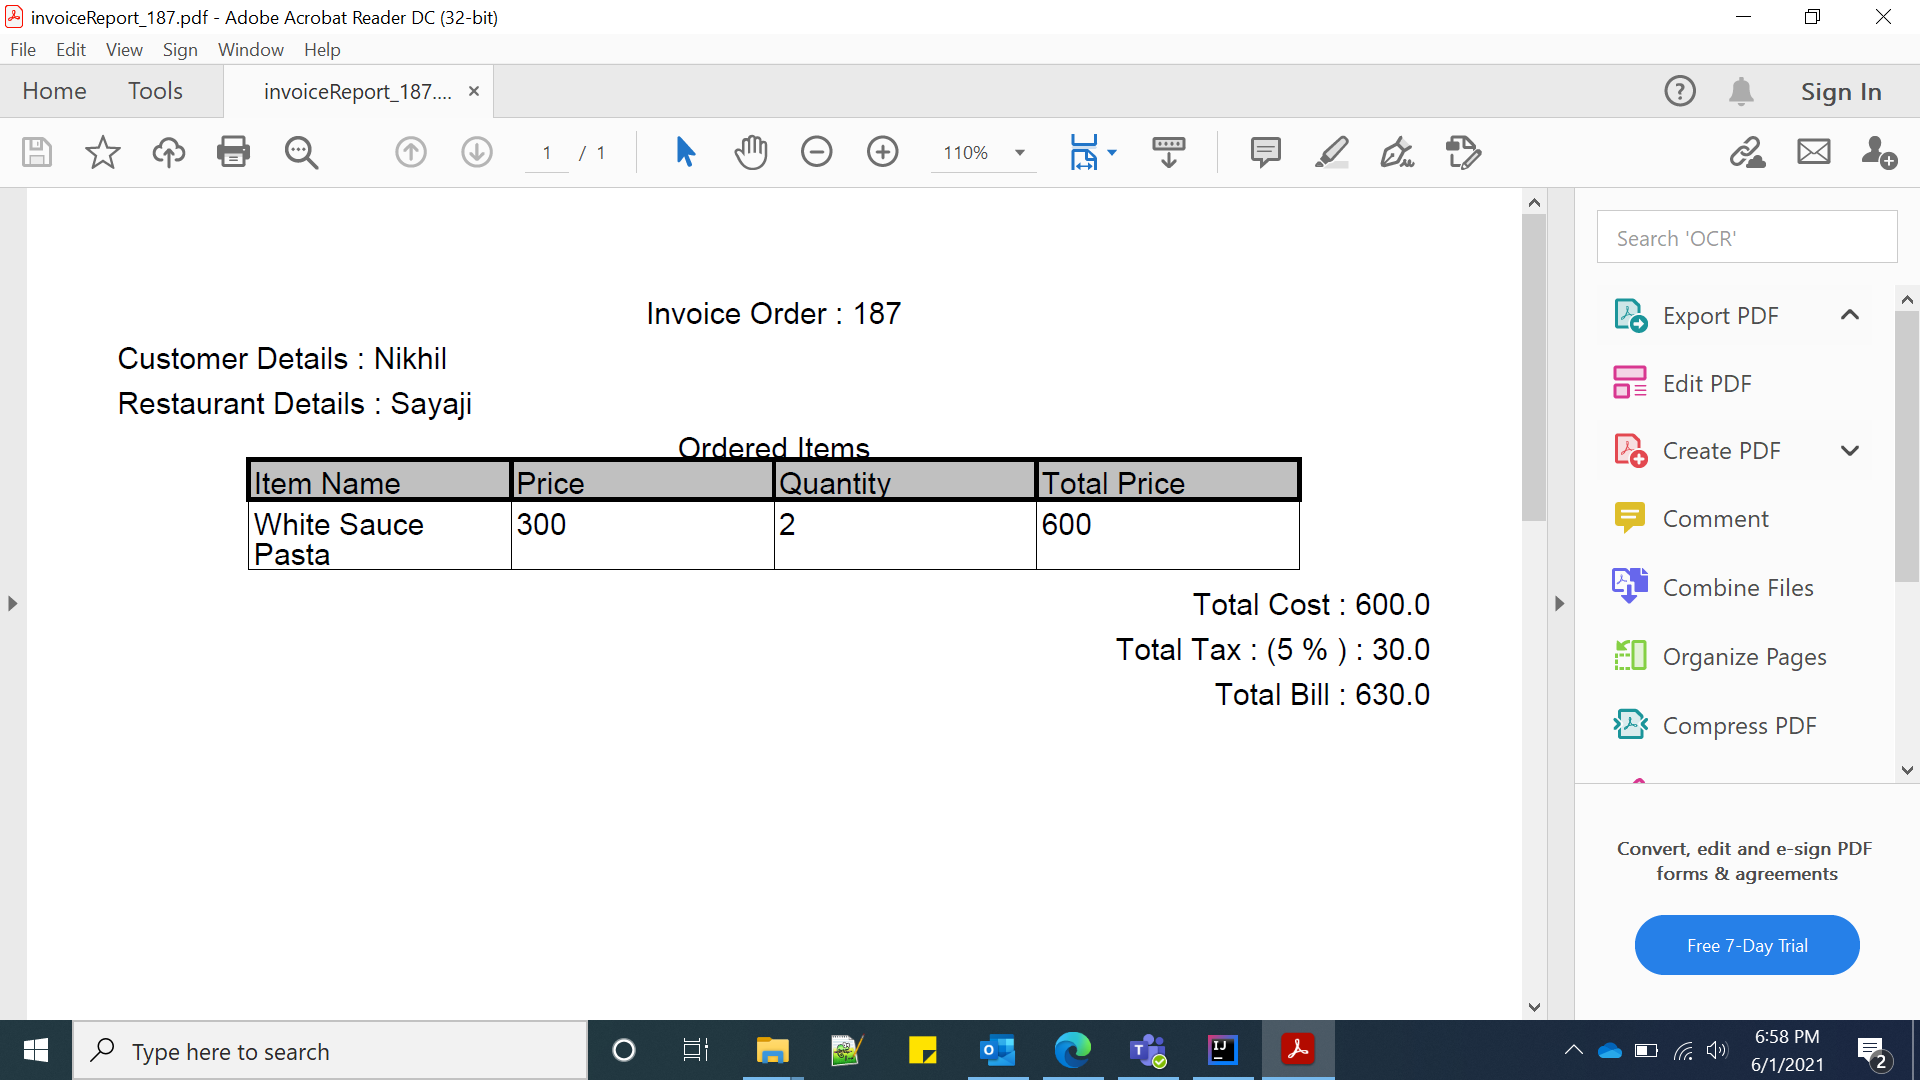 invoiceReport_187.pdf - Adobe Acrobat Reader DC (32-bit)
File Edit View Sign Window Help
Home Tools invoiceReport_187.... × Sign In
1 / 1 110%
Search 'OCR'
Export PDF
Edit PDF
Create PDF
Comment
Combine Files
Organize Pages
Compress PDF
Convert, edit and e-sign PDF
forms & agreements
Free 7-Day Trial
Invoice Order : 187
Customer Details : Nikhil
Restaurant Details : Sayaji
Ordered Items
Item Name Price Quantity Total Price
White Sauce 300 2 600
Pasta
Total Cost : 600.0
Total Tax : (5 % ) : 30.0
Total Bill : 630.0
Type here to search
6:58 PM
6/1/2021
2